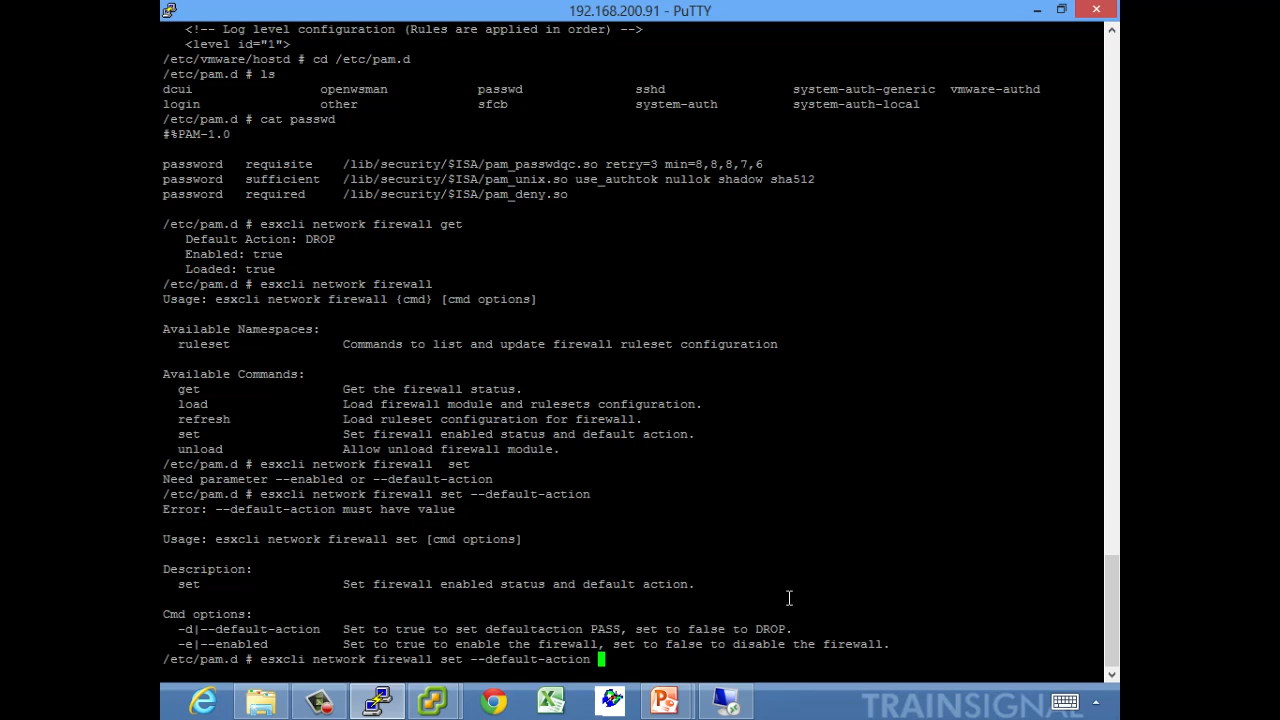 192.168.200.91 - PuTTY
<!-- Log level configuration (Rules are applied in order) -->
<level id="1">
/etc/vmware/hostd # cd /etc/pam.d
/etc/pam.d # ls
dcui openwsman passwd sshd system-auth-generic vmware-authd
login other sfcb system-auth system-auth-local
/etc/pam.d # cat passwd
#%PAM-1.0
password requisite /lib/security/$ISA/pam_passwdqc.so retry=3 min=8,8,8,7,6
password sufficient /lib/security/$ISA/pam_unix.so use_authtok nullok shadow sha512
password required /lib/security/$ISA/pam_deny.so
/etc/pam.d # esxcli network firewall get
Default Action: DROP
Enabled: true
Loaded: true
/etc/pam.d # esxcli network firewall
Usage: esxcli network firewall {cmd} [cmd options]
Available Namespaces:
ruleset Commands to list and update firewall ruleset configuration
Available Commands:
get Get the firewall status.
load Load firewall module and rulesets configuration.
refresh Load ruleset configuration for firewall.
set Set firewall enabled status and default action.
unload Allow unload firewall module.
/etc/pam.d # esxcli network firewall  set
Need parameter --enabled or --default-action
/etc/pam.d # esxcli network firewall set --default-action
Error: --default-action must have value
Usage: esxcli network firewall set [cmd options]
Description:
set Set firewall enabled status and default action.
Cmd options:
-d|--default-action Set to true to set defaultaction PASS, set to false to DROP.
-e|--enabled Set to true to enable the firewall, set to false to disable the firewall.
/etc/pam.d # esxcli network firewall set --default-action
TRAINSIGNAL